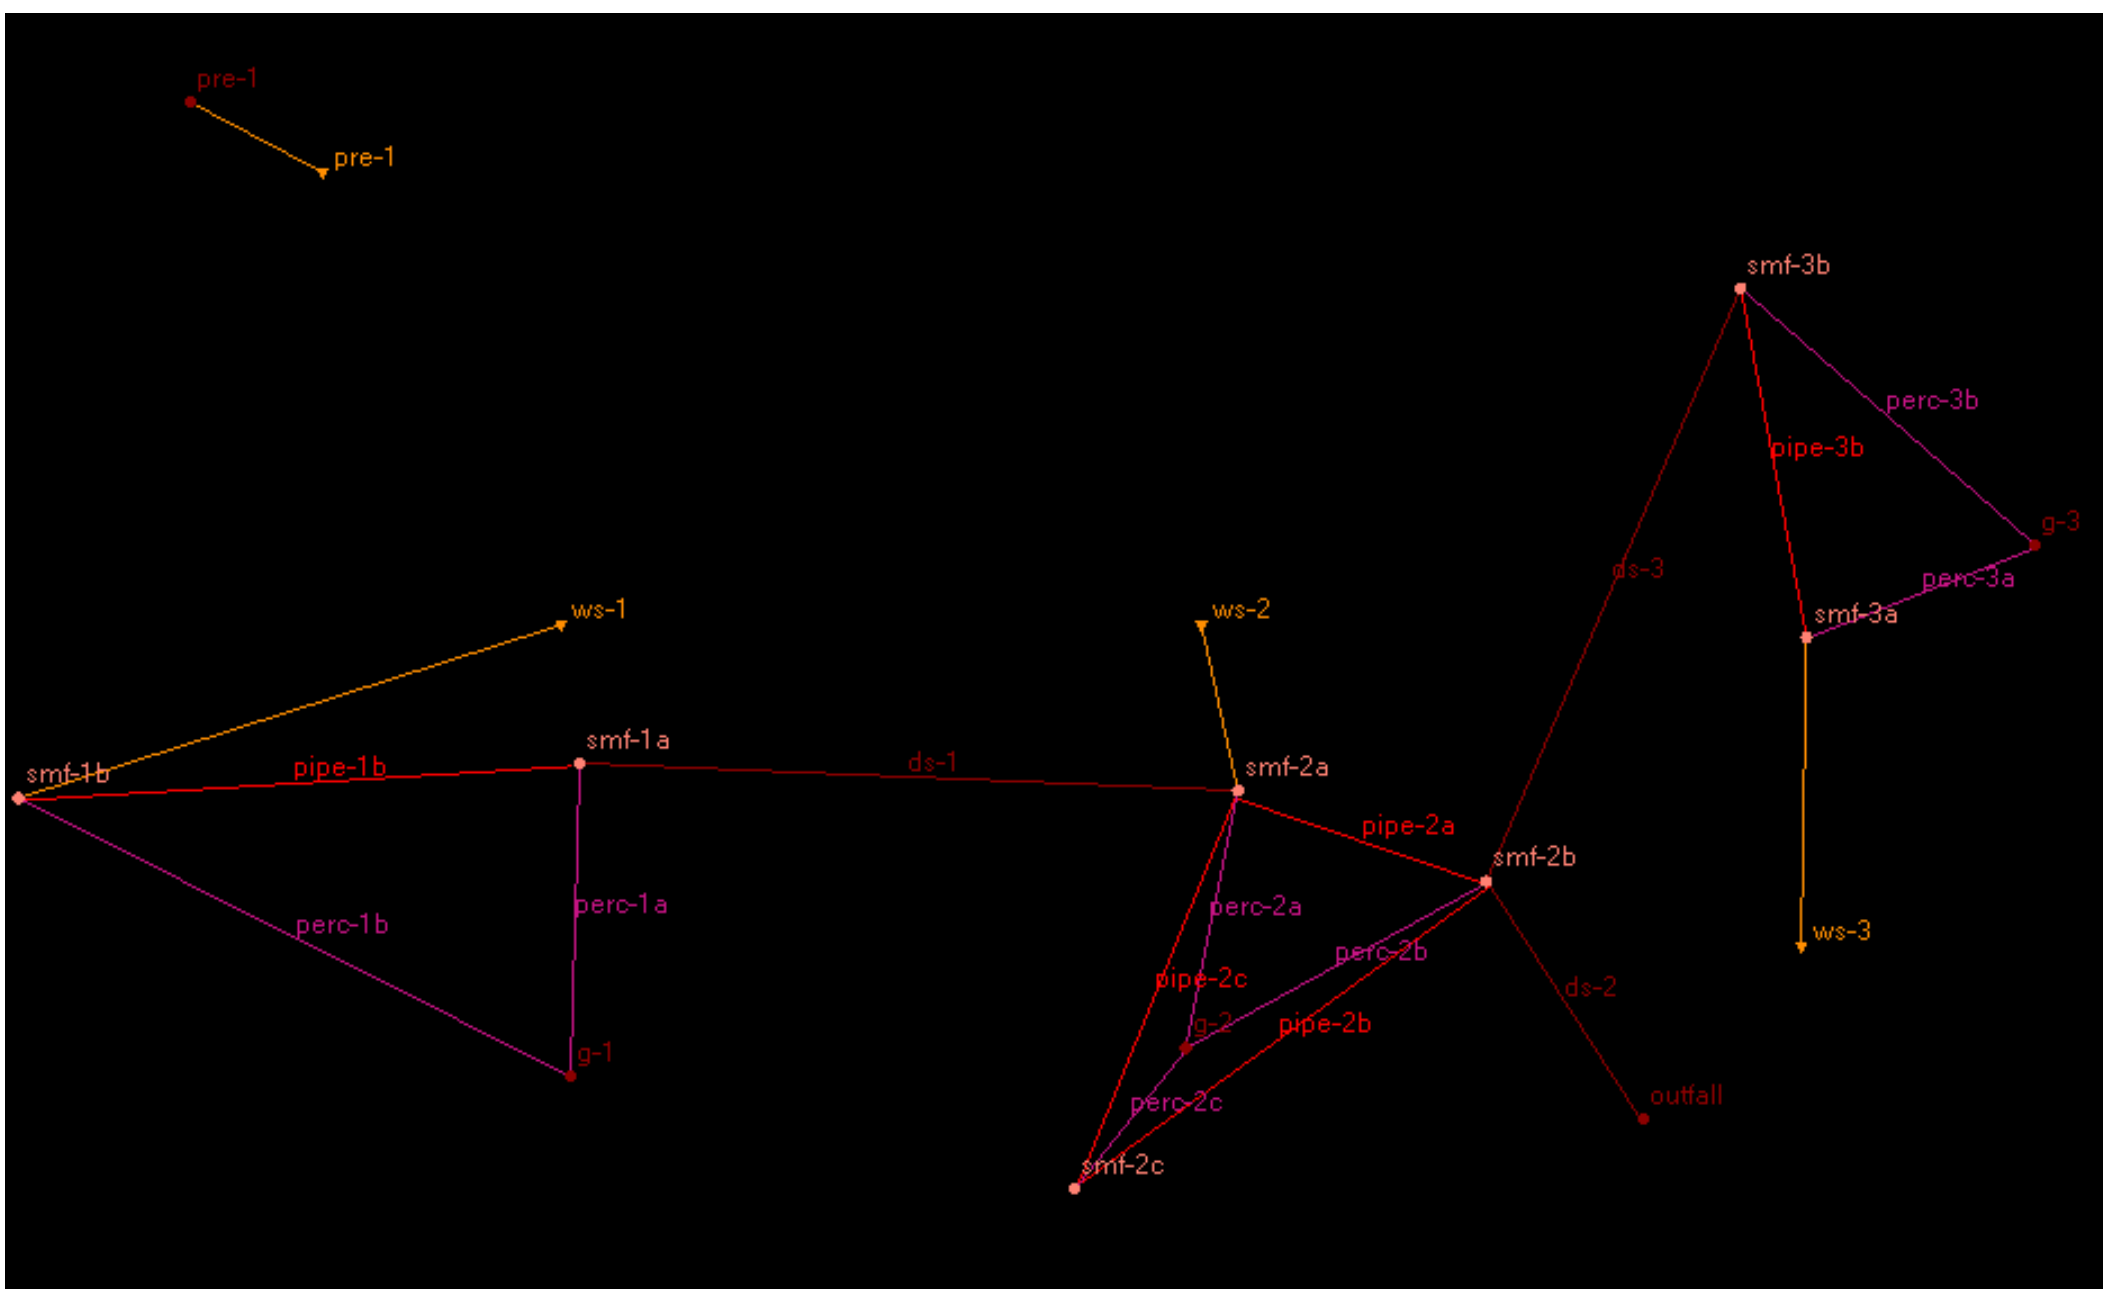 pre-1
pre-1
smf-3b
perc-3b
pipe-3b
g-3
ds-3
perc-3a
ws-1
ws-2
smf-3a
smf-1a
smf-1b
pipe-1b
ds-1
smf-2a
pipe-2a
smf-2b
perc-1a
perc-2a
perc-1b
ws-3
perc-2b
pipe-2c
ds-2
g-2
pipe-2b
g-1
outfall
perc-2c
smf-2c